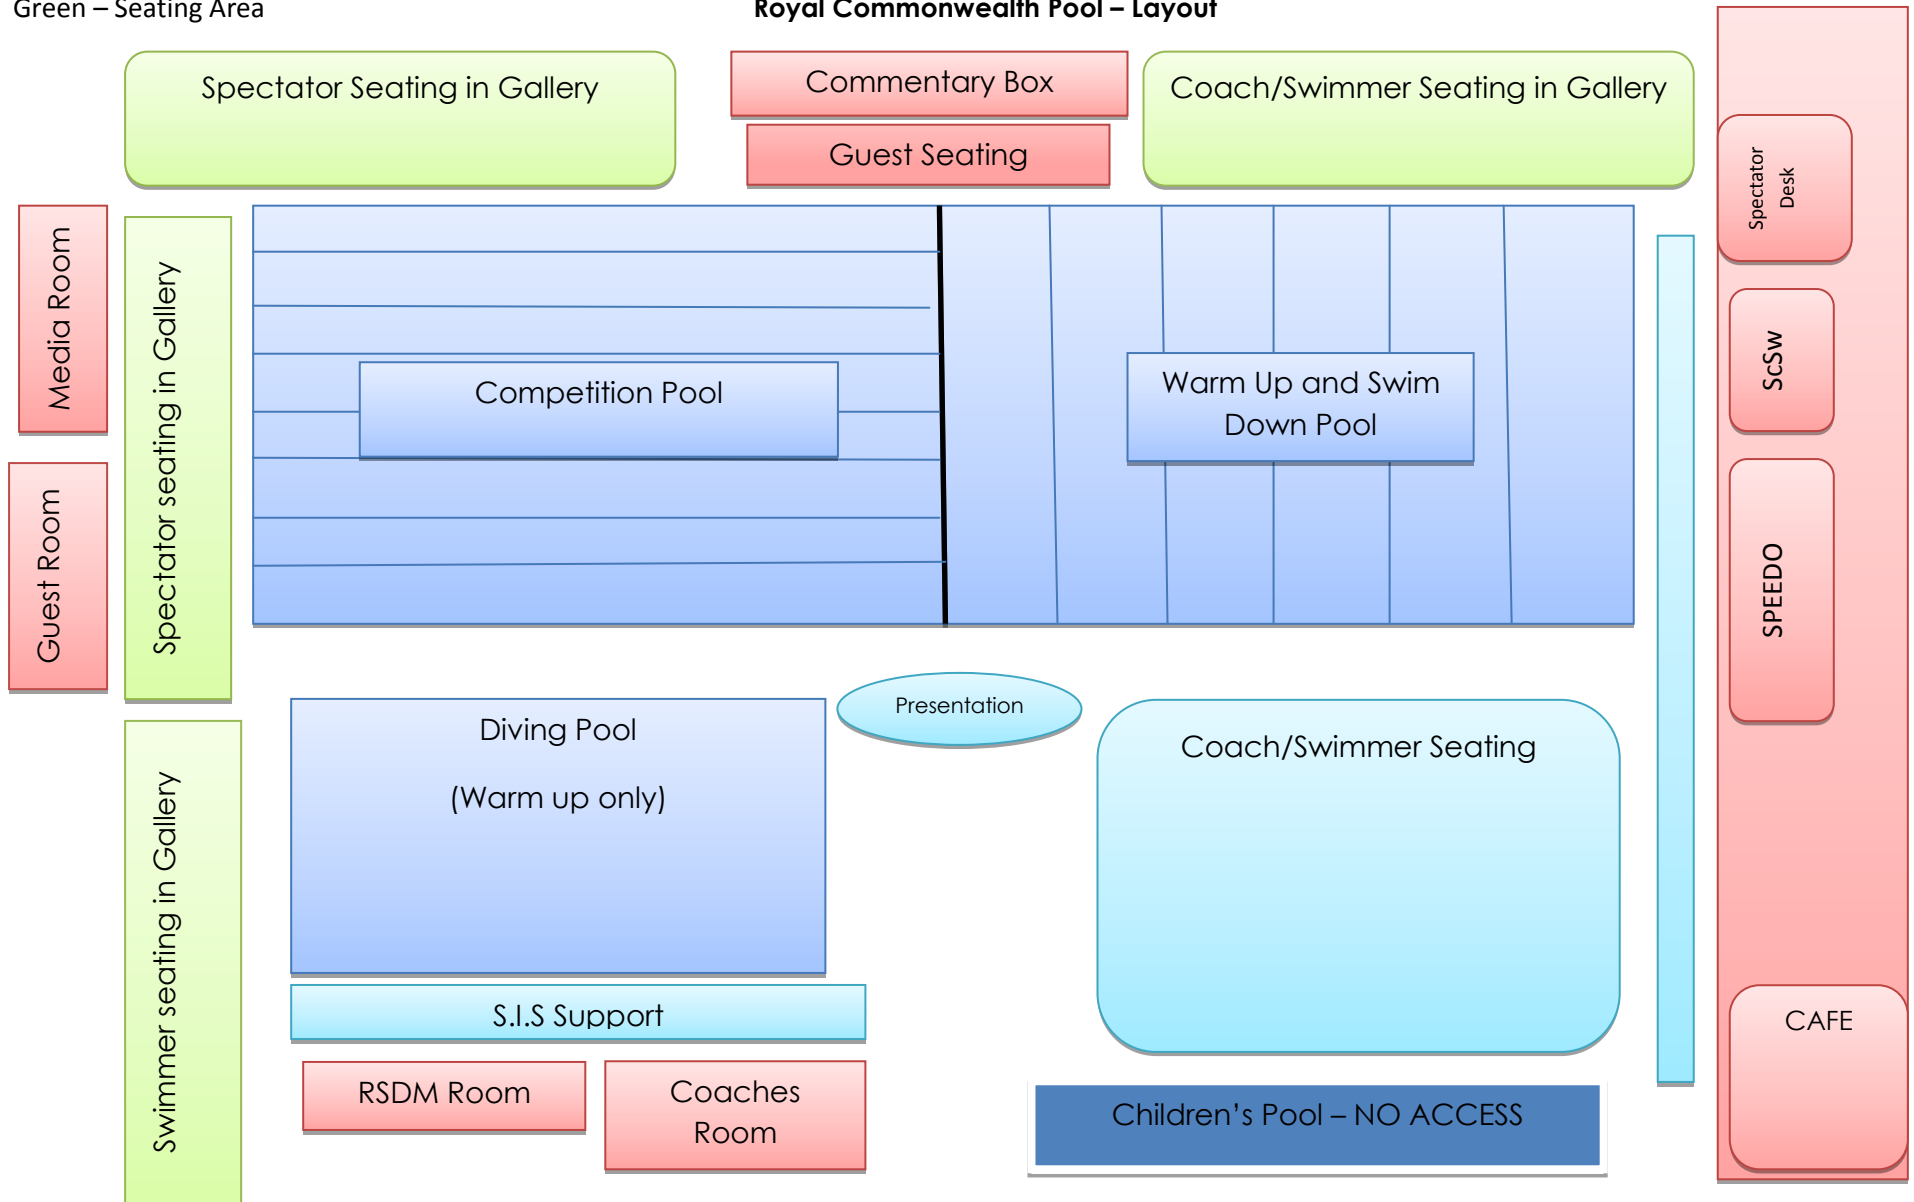 Green – Seating Area
Royal Commonwealth Pool – Layout
Spectator Seating in Gallery
Commentary Box
Guest Seating
Coach/Swimmer Seating in Gallery
Spectator
Desk
Media Room
Spectator seating in Gallery
ScSw
Competition Pool
Warm Up and Swim
Down Pool
Guest Room
SPEEDO
Presentation
Diving Pool
(Warm up only)
Coach/Swimmer Seating
Swimmer seating in Gallery
S.I.S Support
CAFE
RSDM Room
Coaches
Room
Children’s Pool – NO ACCESS